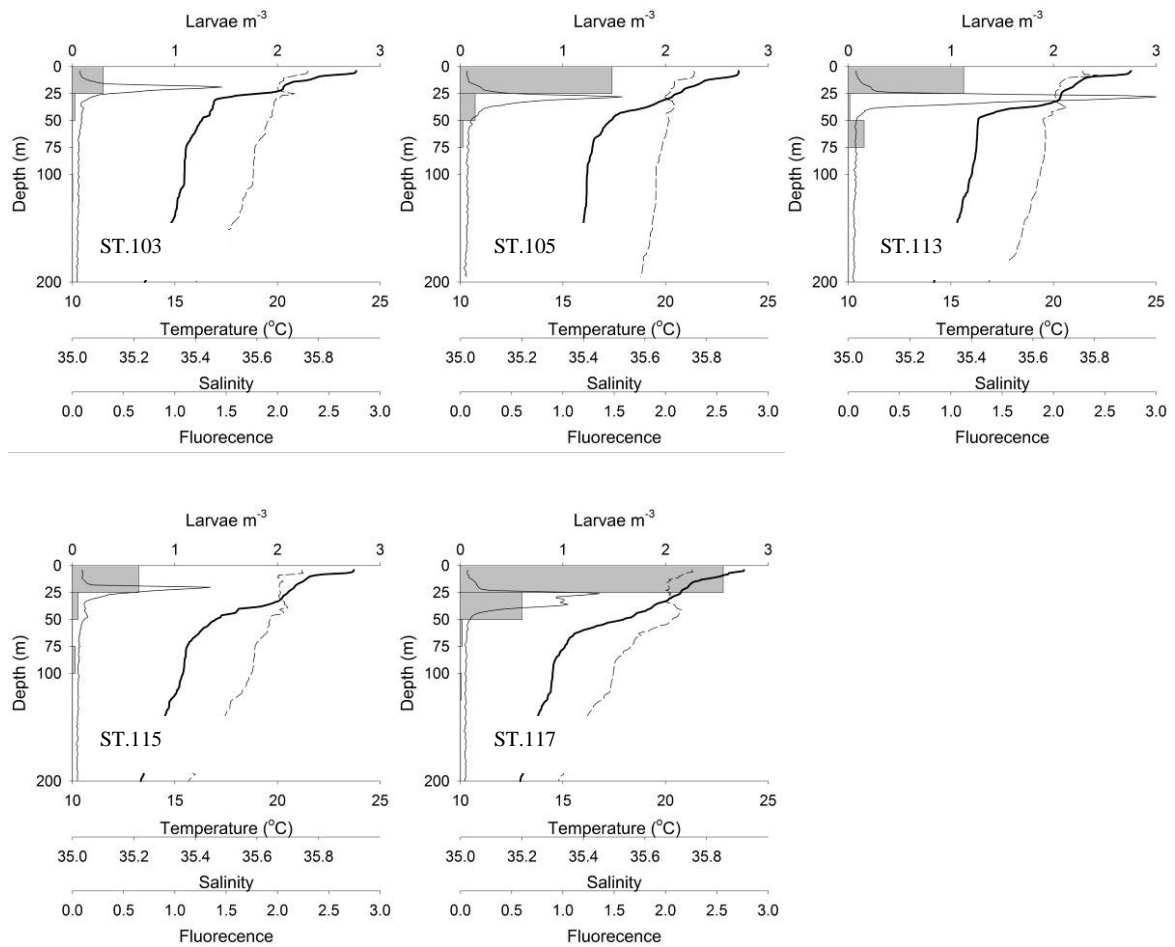 Larvae m-3
0 1 2 3
0
25
50
75
100
200
Depth (m)
ST.103
10 15 20 25
Temperature (oC)
35.0 35.2 35.4 35.6 35.8
Salinity
0.0 0.5 1.0 1.5 2.0 2.5 3.0
Fluorecence
Larvae m-3
0 1 2 3
0
25
50
75
100
200
Depth (m)
ST.105
10 15 20 25
Temperature (oC)
35.0 35.2 35.4 35.6 35.8
Salinity
0.0 0.5 1.0 1.5 2.0 2.5 3.0
Fluorecence
Larvae m-3
0 1 2 3
0
25
50
75
100
200
Depth (m)
ST.113
10 15 20 25
Temperature (oC)
35.0 35.2 35.4 35.6 35.8
Salinity
0.0 0.5 1.0 1.5 2.0 2.5 3.0
Fluorecence
Larvae m-3
0 1 2 3
0
25
50
75
100
200
Depth (m)
ST.115
10 15 20 25
Temperature (oC)
35.0 35.2 35.4 35.6 35.8
Salinity
0.0 0.5 1.0 1.5 2.0 2.5 3.0
Fluorecence
Larvae m-3
0 1 2 3
0
25
50
75
100
200
Depth (m)
ST.117
10 15 20 25
Temperature (oC)
35.0 35.2 35.4 35.6 35.8
Salinity
0.0 0.5 1.0 1.5 2.0 2.5 3.0
Fluorecence